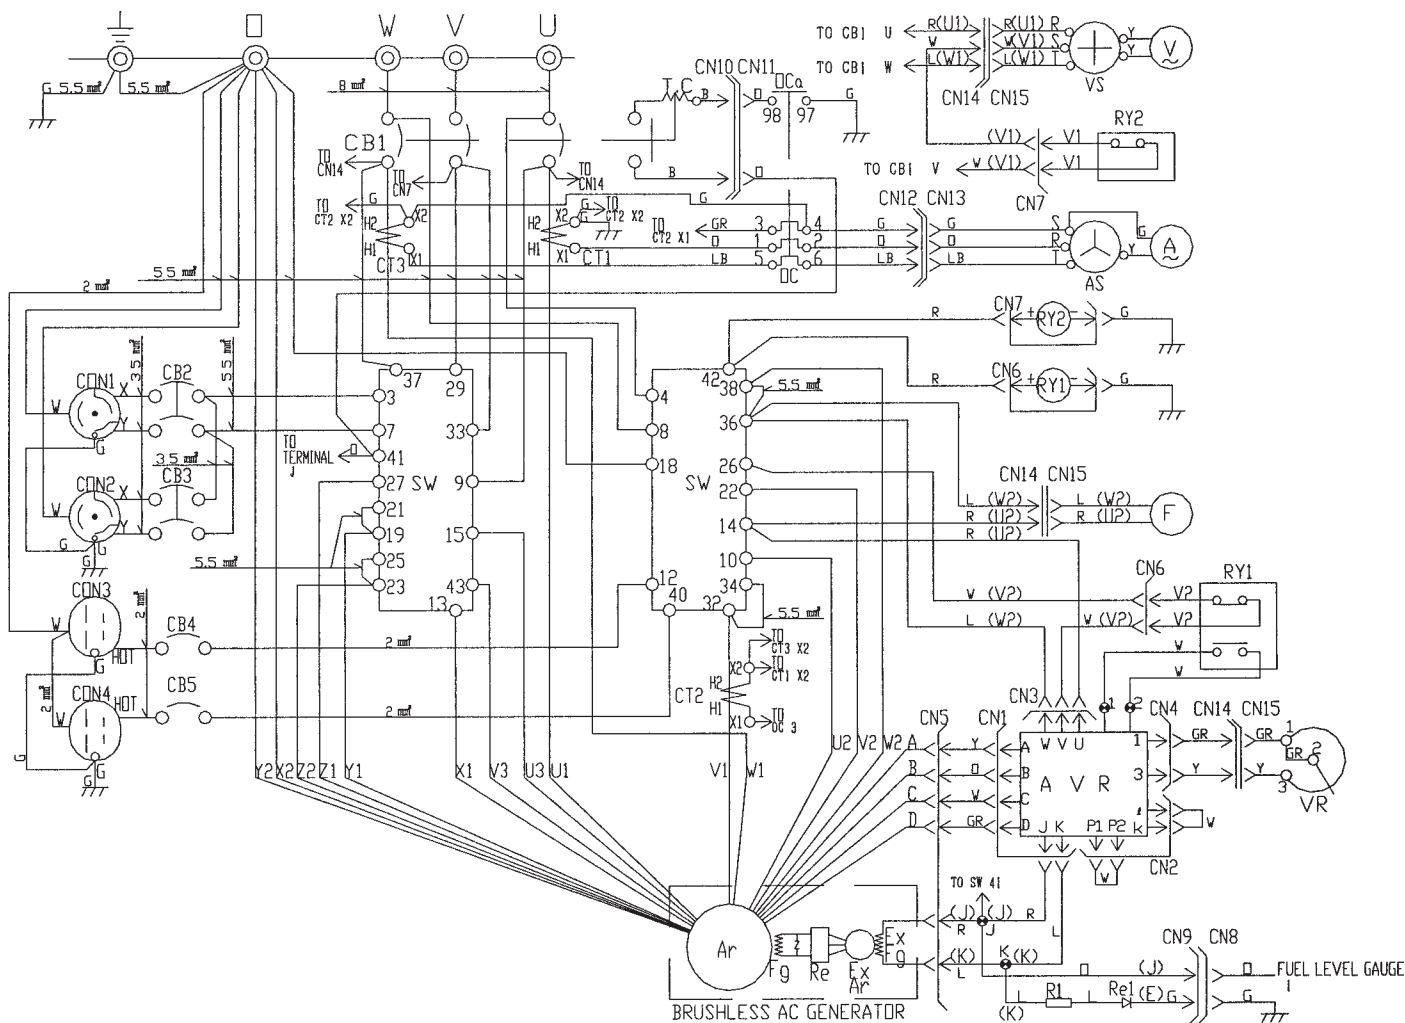 O W V U
TO CB1 U R(U1) R(U1) R Y
W W(V1) S Y V
TO CB1 W L(W1) L(W1) T
CN14 CN15 VS
G 5.5 mm² 5.5 mm² 8 mm²
CN10 CN11 OCa
T C B O 98 97 G
RY2
(V1) V1
TO CB1 V W (V1) V1
CN7
CB1
TO CN14 TO CN7 TO CN14
B O
CN12 CN13
TO CT2 X2 G X2 X2 G TO CT2 X2 G
H2 H1 X1 H2 H1 X1
CT3 CT1
TO CT2 X1 GR 3 4 G G S G
O 1 2 O O R Y A
LB 5 6 LB LB T
OC AS
5.5 mm²
2 mm²
R CN7 + RY2 - G
R CN6 + RY1 - G
3.5 mm² CB2 5.5 mm²
CON1 X W Y G
37 29 3 7 33 41 27 SW 9 21 19 15 25 23 43 13
TO TERMINAL J O
3.5 mm²
CON2 X CB3 W Y G G G
5.5 mm²
42 38 5.5 mm² 4 36 8 26 18 SW 22 14 10 12 34 40 32 5.5 mm²
CN14 CN15
L (W2) L (W2)
R (U2) R (U2) F
R (U2)
CN6 RY1
W (V2) V2
L (W2) W (V2) V2
W
W
CON3 W G HOT 2 mm² CB4 2 mm²
CON4 2 mm² W HOT CB5 2 mm²
G G G
TO CT3 X2
X2 TO CT1 X2
CT2 H2 H1
X1 TO OC 3
CN3 1 2
CN5 CN1 CN4 CN14 CN15
Y2 X2 Z2 Z1 Y1 X1 V3 U3 U1 V1 W1 U2 V2 W2
A Y A W V U 1 GR GR 1 2 GR
B O B A V R 3 Y Y 3 VR
C W C
D GR D J K P1 P2 k W
W CN2
TO SW 41
(J) (J) R
R J L
(K) K (K)
L
Ar Fg Re Ex Ar Ex Fg
CN9 CN8
O (J) O FUEL LEVEL GAUGE
L R1 L Re1 (E) G G
(K)
BRUSHLESS AC GENERATOR